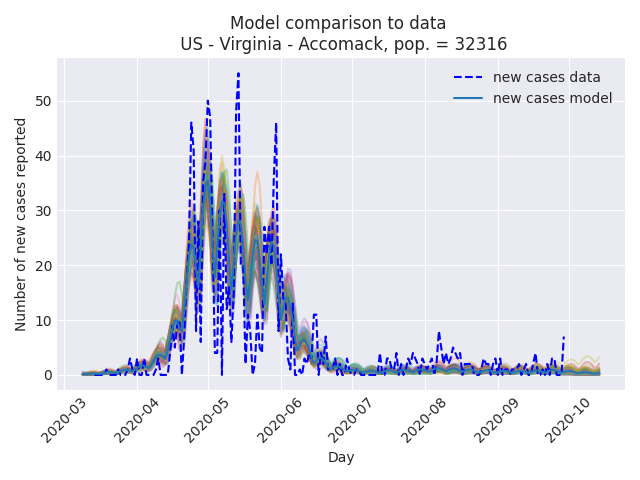 Model comparison to data
US - Virginia - Accomack, pop. = 32316
new cases data
new cases model
Number of new cases reported
50
40
30
20
10
0
2020-03
2020-04
2020-05
2020-06
2020-07
2020-08
2020-09
2020-10
Day